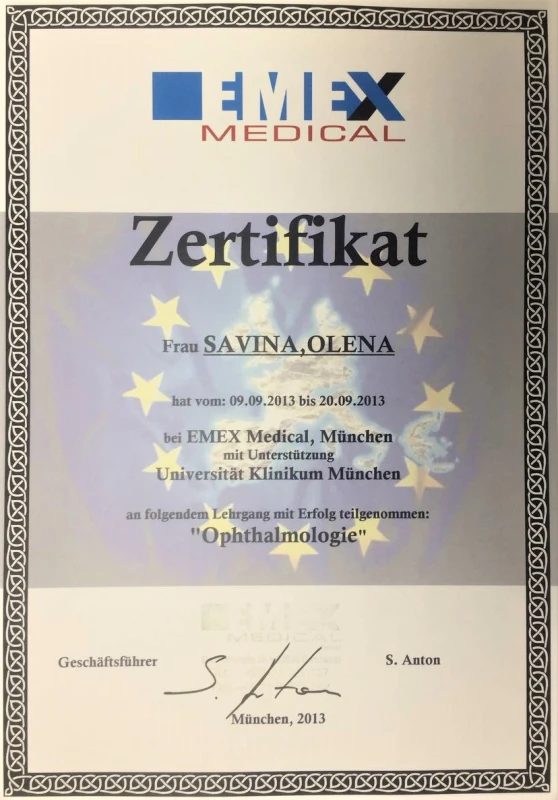 EMEX
MEDICAL
Zertifikat
Frau SAVINA,OLENA
hat vom: 09.09.2013 bis 20.09.2013
bei EMEX Medical, München
mit Unterstützung
Universität Klinikum München
an folgendem Lehrgang mit Erfolg teilgenommen:
"Ophthalmologie"
Geschäftsführer
S. Anton
S. Anton
München, 2013